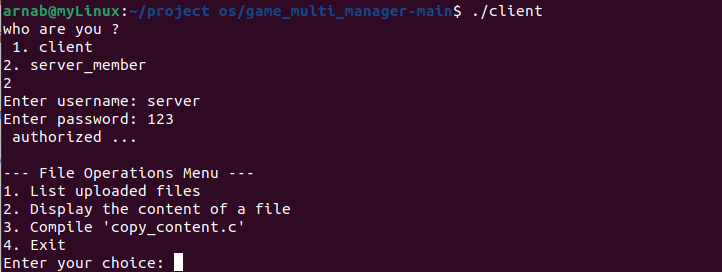 arnab@myLinux:~/project os/game_multi_manager-main$ ./client
who are you ?
 1. client
2. server_member
2
Enter username: server
Enter password: 123
 authorized ...

--- File Operations Menu ---
1. List uploaded files
2. Display the content of a file
3. Compile 'copy_content.c'
4. Exit
Enter your choice: